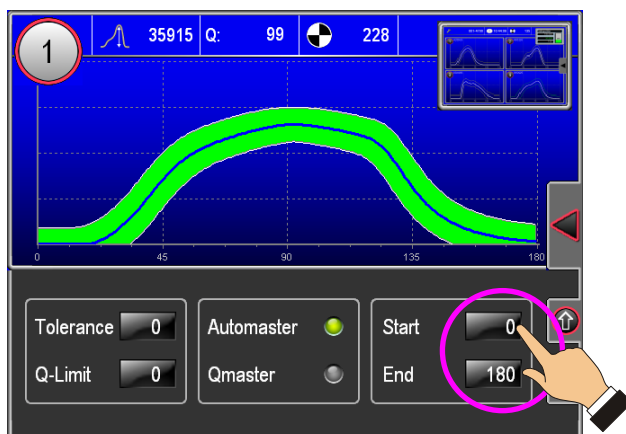 1 35915 Q: 99 228
0 45 90 135 180
Tolerance 0 Automaster Start 0
Q-Limit 0 Qmaster End 180